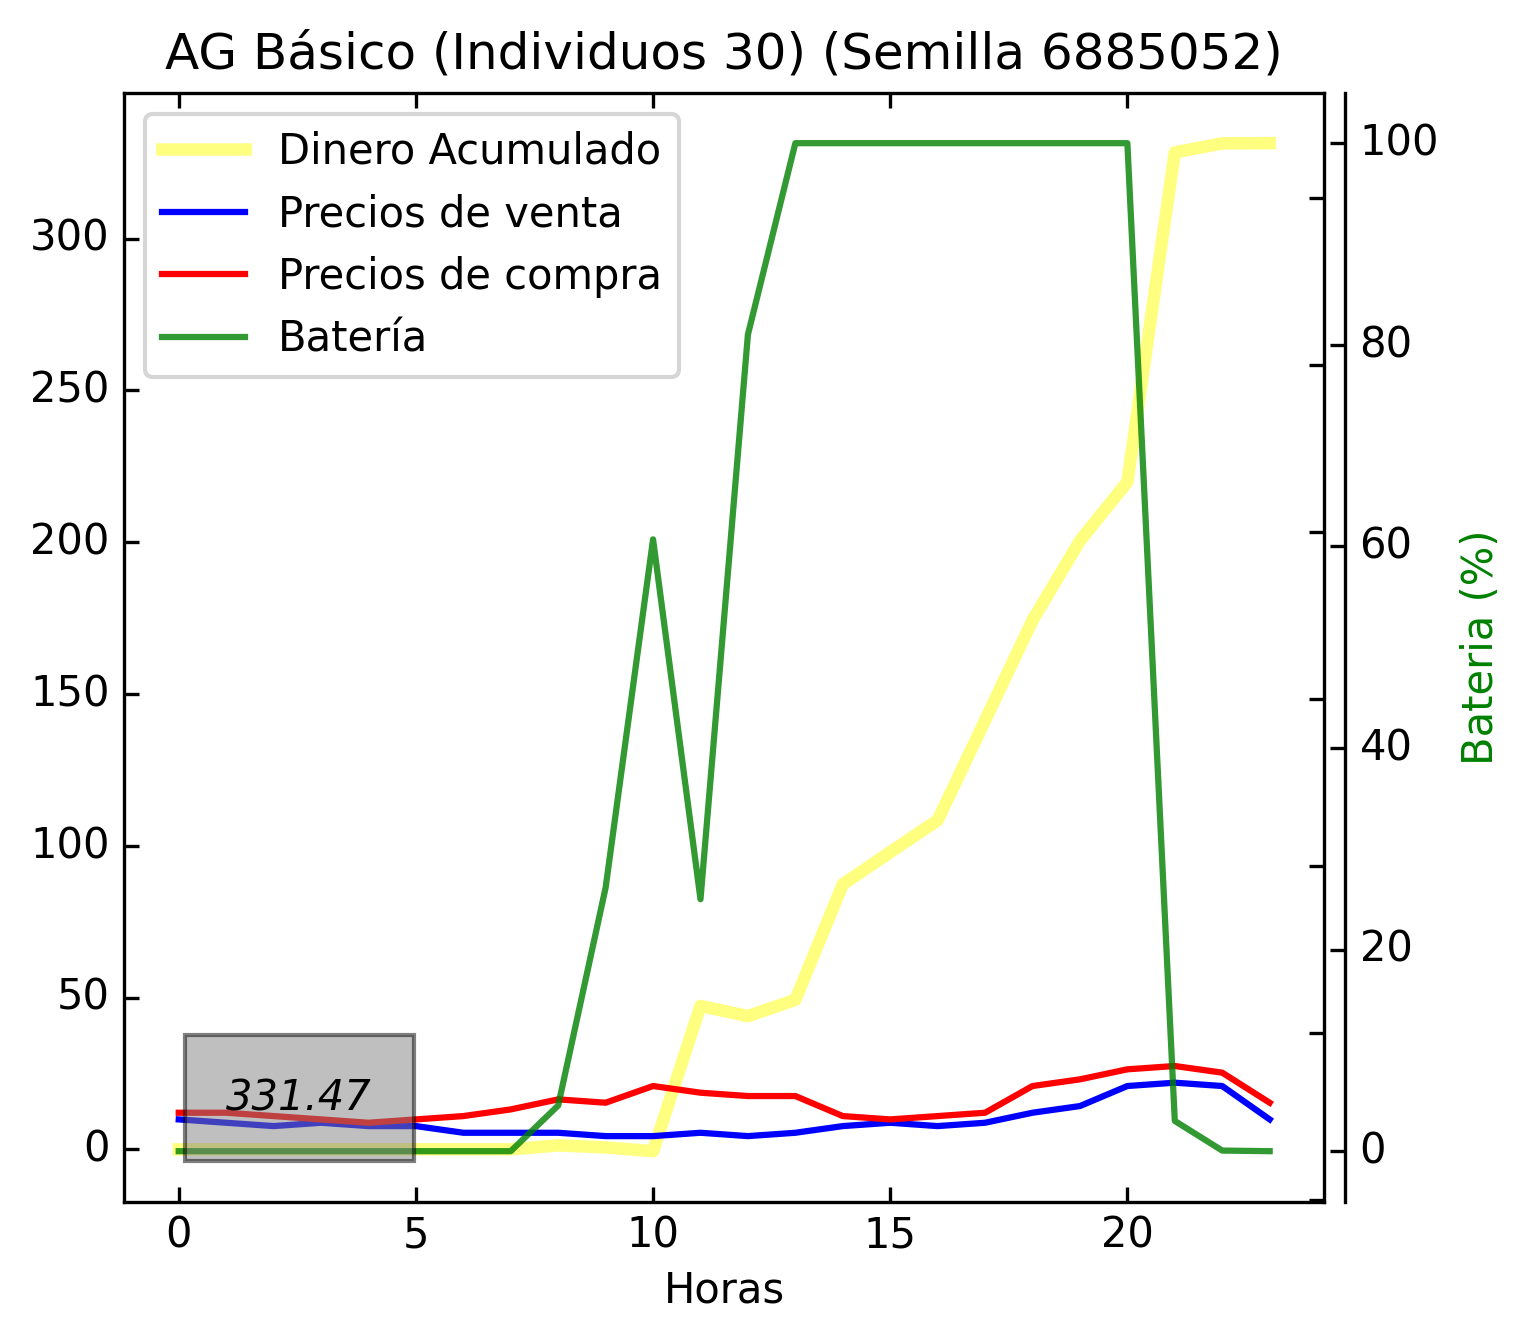 AG Básico (Individuos 30) (Semilla 6885052)
Dinero Acumulado
Precios de venta
Precios de compra
Batería
300
250
200
150
100
50
0
331.47
0
5
10
15
20
Horas
100
80
60
40
20
0
Bateria (%)